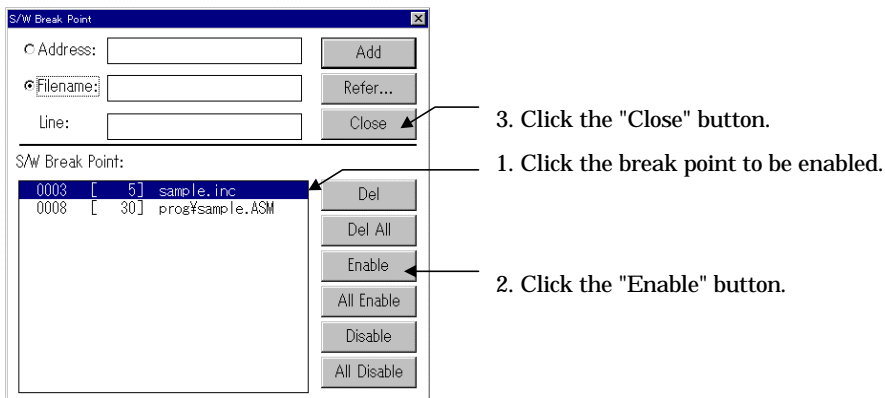 S/W Break Point
Address:
Add
Filename:
Refer...
Line:
Close
3. Click the "Close" button.
S/W Break Point:
1. Click the break point to be enabled.
0003 [ 5] sample.inc
0008 [ 30] prog¥sample.ASM
Del
Del All
Enable
2. Click the "Enable" button.
All Enable
Disable
All Disable